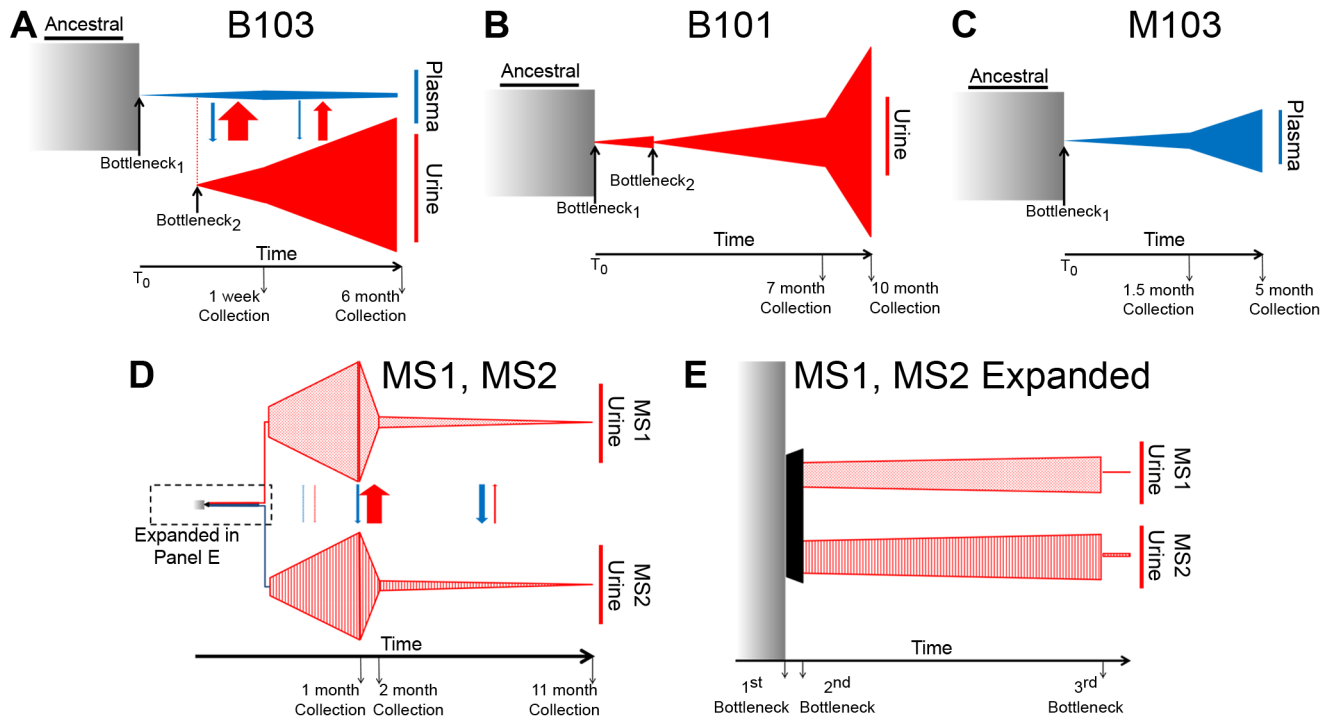 A
B103
Ancestral
Bottleneck1
Bottleneck2
Plasma
Urine
Time
T0
1 week
Collection
6 month
Collection
B
B101
Ancestral
Bottleneck1
Bottleneck2
Urine
Time
T0
7 month
Collection
10 month
Collection
C
M103
Ancestral
Bottleneck1
Plasma
Time
T0
1.5 month
Collection
5 month
Collection
D
MS1, MS2
Expanded in
Panel E
MS1
Urine
MS2
Urine
Time
1 month
Collection
2 month
Collection
11 month
Collection
E
MS1, MS2 Expanded
Ancestral
MS1
Urine
MS2
Urine
Time
1st
Bottleneck
2nd
Bottleneck
3rd
Bottleneck